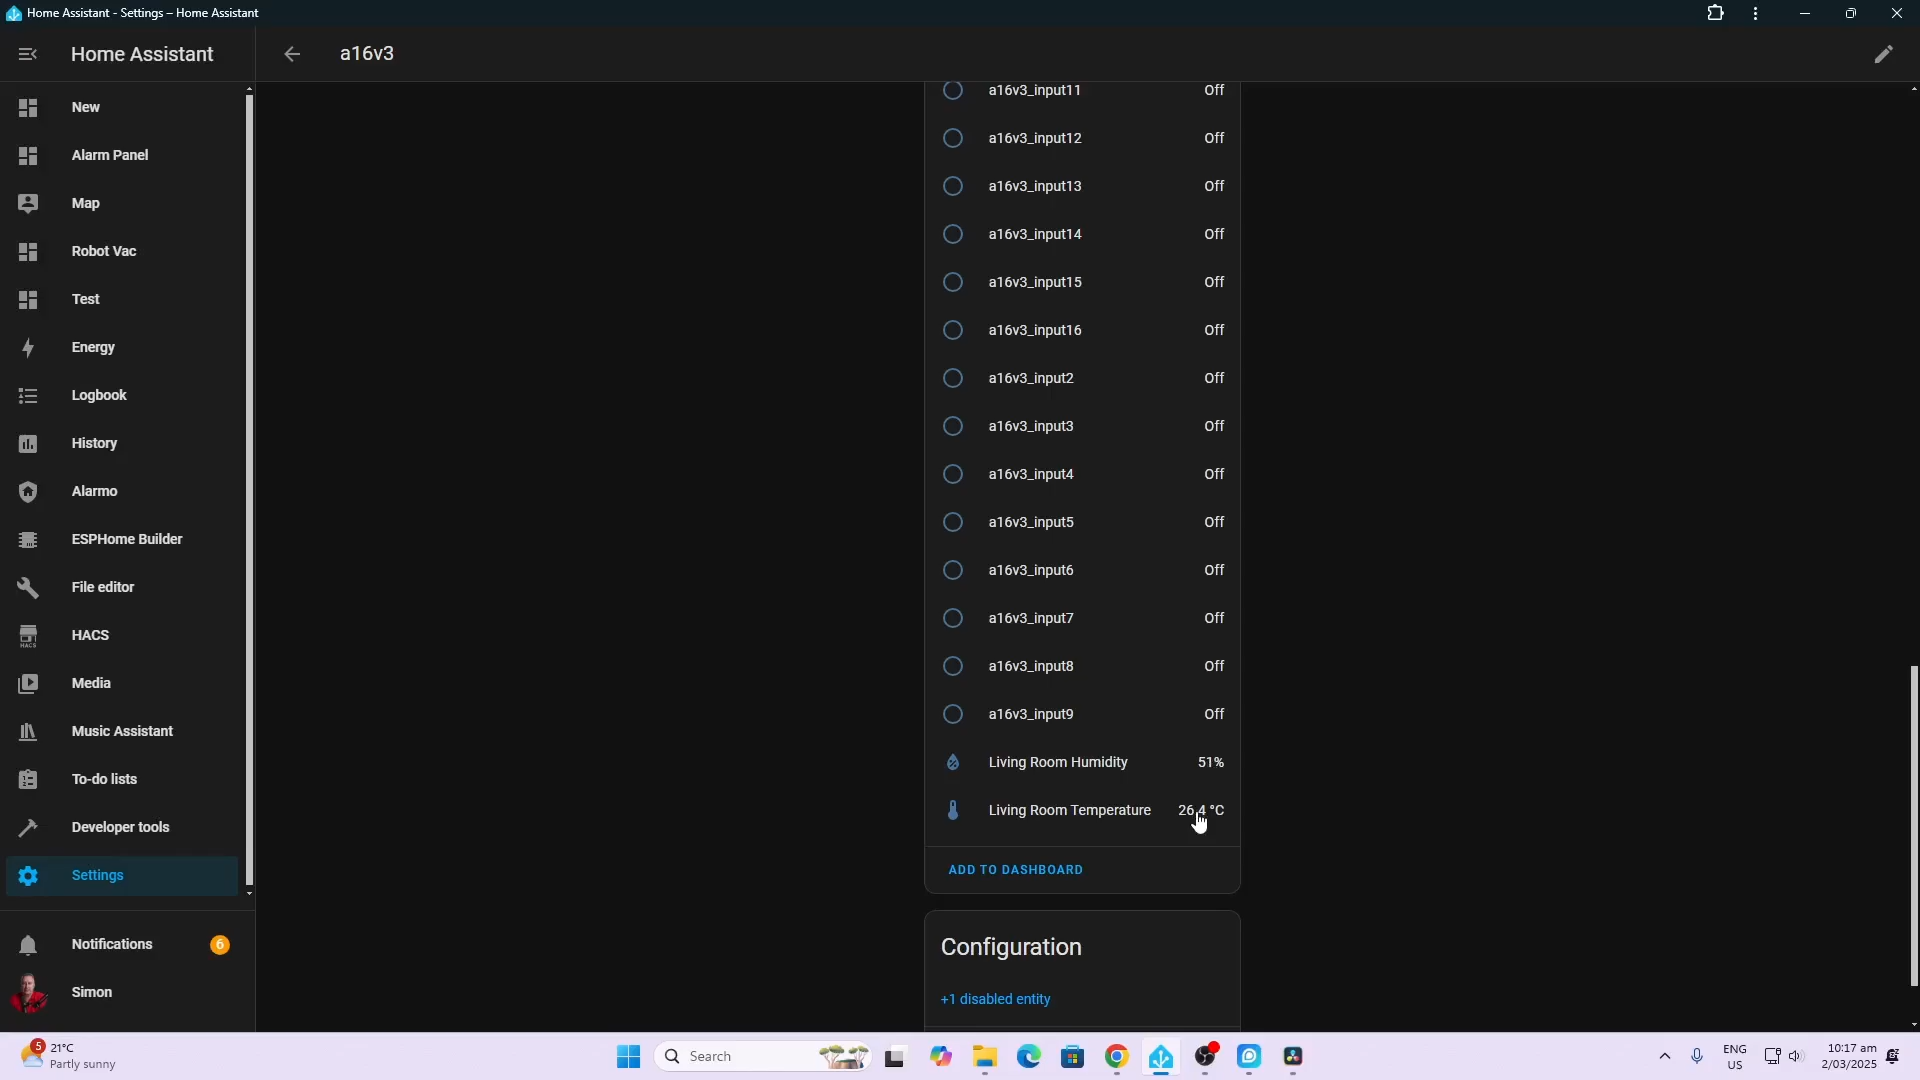 Home Assistant - Settings – Home Assistant
Home Assistant
a16v3
New
Alarm Panel
Map
Robot Vac
Test
Energy
Logbook
History
Alarmo
ESPHome Builder
File editor
HACS
HACS
Media
Music Assistant
To-do lists
Developer tools
Settings
Notifications 6
Simon
a16v3_input11 Off
a16v3_input12 Off
a16v3_input13 Off
a16v3_input14 Off
a16v3_input15 Off
a16v3_input16 Off
a16v3_input2 Off
a16v3_input3 Off
a16v3_input4 Off
a16v3_input5 Off
a16v3_input6 Off
a16v3_input7 Off
a16v3_input8 Off
a16v3_input9 Off
Living Room Humidity 51%
Living Room Temperature 26.4 °C
ADD TO DASHBOARD
Configuration
+1 disabled entity
5 21°C
Partly sunny
Search
ENG
US
10:17 am
2/03/2025